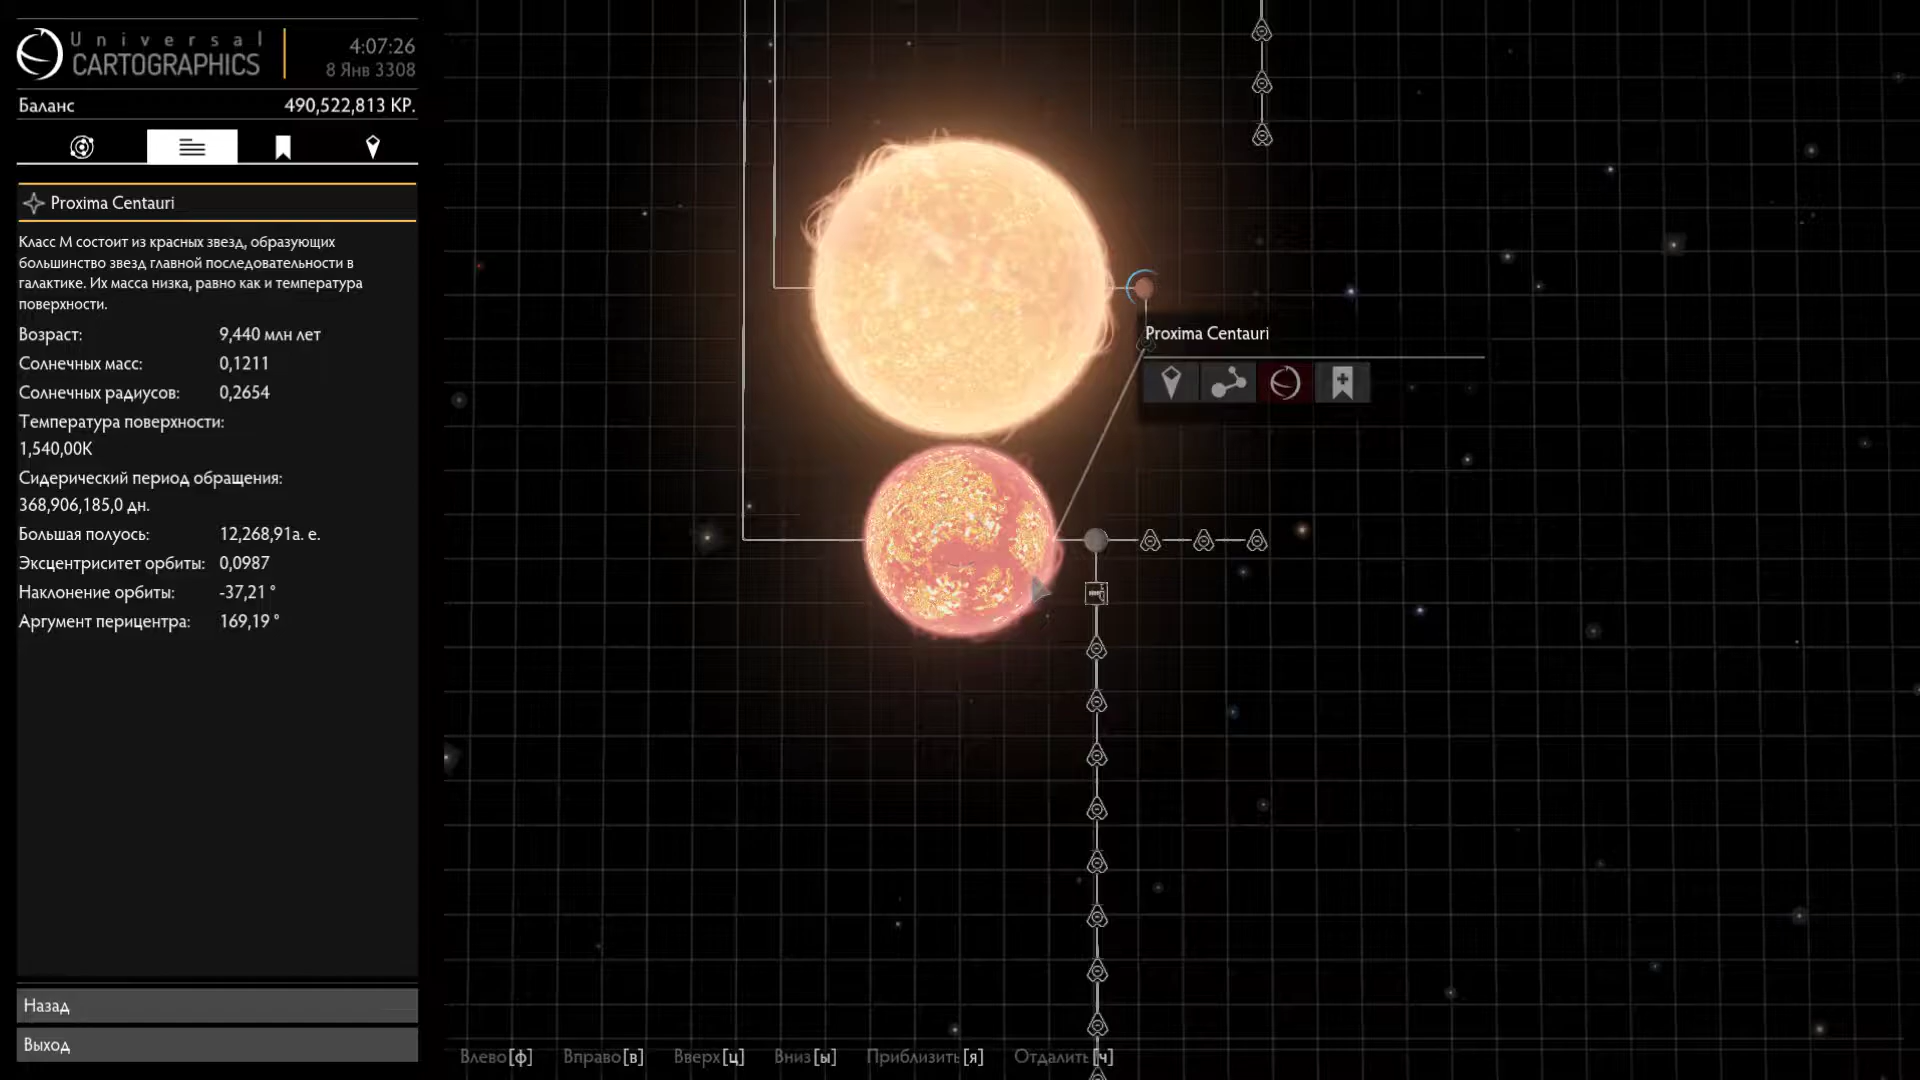 Universal
CARTOGRAPHICS
4:07:26
8 Янв 3308
Баланс 490,522,813 КР.
Proxima Centauri
Класс M состоит из красных звезд, образующих
большинство звезд главной последовательности в
галактике. Их масса низка, равно как и температура
поверхности.
Возраст: 9,440 млн лет
Солнечных масс: 0,1211
Солнечных радиусов: 0,2654
Температура поверхности:
1,540,00K
Сидерический период обращения:
368,906,185,0 дн.
Большая полуось: 12,268,91а. е.
Эксцентриситет орбиты: 0,0987
Наклонение орбиты: -37,21 °
Аргумент перицентра: 169,19 °
Proxima Centauri
Назад
Выход
Влево[ф] Вправо[в] Вверх[ц] Вниз[ы] Приблизить[я] Отдалить[ч]